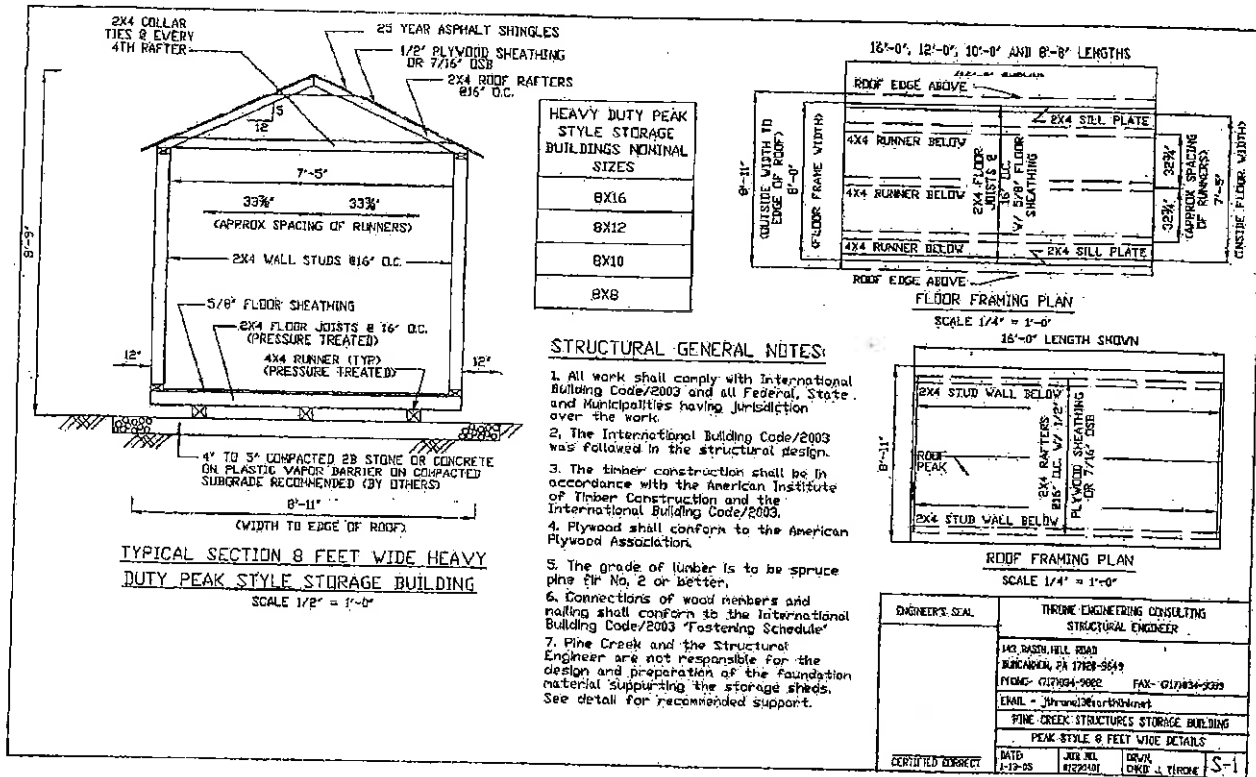 2X4 COLLAR
TIES @ EVERY
4TH RAFTER
25 YEAR ASPHALT SHINGLES
1/2" PLYWOOD SHEATHING
OR 7/16" OSB
2X4 ROOF RAFTERS
@16" O.C.
5
12
7'-5"
33⅜" 33⅜"
(APPROX SPACING OF RUNNERS)
8'-9"
2X4 WALL STUDS @16" O.C.
5/8" FLOOR SHEATHING
2X4 FLOOR JOISTS @ 16" O.C.
(PRESSURE TREATED)
4X4 RUNNER (TYP)
(PRESSURE TREATED)
12"
12"
4" TO 5" COMPACTED 2B STONE OR CONCRETE
ON PLASTIC VAPOR BARRIER ON COMPACTED
SUBGRADE RECOMMENDED (BY OTHERS)
8'-11"
(WIDTH TO EDGE OF ROOF)
TYPICAL SECTION 8 FEET WIDE HEAVY
DUTY PEAK STYLE STORAGE BUILDING
SCALE 1/2" = 1'-0"
HEAVY DUTY PEAK
STYLE STORAGE
BUILDINGS NOMINAL
SIZES
8X16
8X12
8X10
8X8
STRUCTURAL GENERAL NOTES:
1. All work shall comply with International
Building Code/2003 and all Federal, State
and Municipalities having jurisdiction
over the work.
2. The International Building Code/2003
was followed in the structural design.
3. The timber construction shall be in
accordance with the American Institute
of Timber Construction and the
International Building Code/2003.
4. Plywood shall conform to the American
Plywood Association.
5. The grade of lumber is to be spruce
pine fir No. 2 or better.
6. Connections of wood members and
nailing shall conform to the International
Building Code/2003 "Fastening Schedule"
7. Pine Creek and the Structural
Engineer are not responsible for the
design and preparation of the foundation
material supporting the storage sheds.
See detail for recommended support.
16'-0", 12'-0", 10'-0" AND 8'-8" LENGTHS
ROOF EDGE ABOVE
2X4 SILL PLATE
4X4 RUNNER BELOW
4X4 RUNNER BELOW
4X4 RUNNER BELOW
2X4 SILL PLATE
ROOF EDGE ABOVE
8'-11"
(OUTSIDE WIDTH TO
EDGE OF ROOF)
8'-0"
(FLOOR FRAME WIDTH)
2X4 FLOOR
JOISTS @
16" O.C.
W/ 5/8" FLOOR
SHEATHING
32¾" 32¾"
(APPROX SPACING
OF RUNNERS)
7'-5"
(INSIDE FLOOR WIDTH)
FLOOR FRAMING PLAN
SCALE 1/4" = 1'-0"
16'-0" LENGTH SHOWN
2X4 STUD WALL BELOW
ROOF
PEAK
2X4 RAFTERS
@16" O.C. W/ 1/2"
PLYWOOD SHEATHING
OR 7/16" OSB
2X4 STUD WALL BELOW
8'-11"
ROOF FRAMING PLAN
SCALE 1/4" = 1'-0"
ENGINEER'S SEAL
CERTIFIED CORRECT
THRONE ENGINEERING CONSULTING
STRUCTURAL ENGINEER
HILL ROAD
PA
PHONE-
FAX-
EMAIL -
PINE CREEK STRUCTURES STORAGE BUILDING
PEAK STYLE 8 FEET WIDE DETAILS
DATE
1-13-05
JOB NO.
DRWN
J. THRONE
S-1